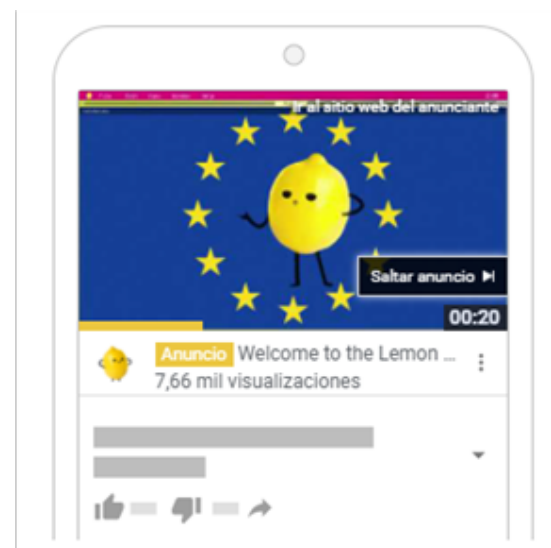 Ir al sitio web del anunciante
Saltar anuncio
00:20
Anuncio Welcome to the Lemon ...
7,66 mil visualizaciones